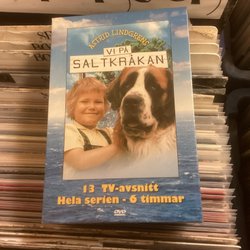 ASTRID LINDGRENS
VI PÅ
SALTKRÅKAN
13 TV-avsnitt
Hela serien - 6 timmar
DVD